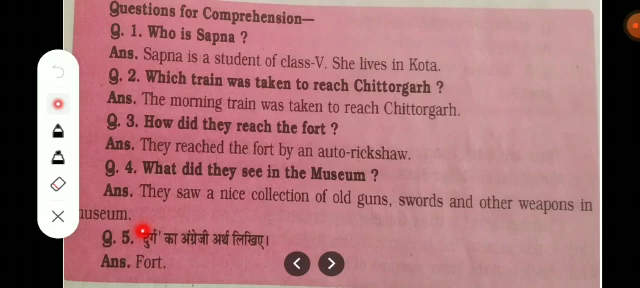 Questions for Comprehension—
Q. 1. Who is Sapna ?
Ans. Sapna is a student of class-V. She lives in Kota.
Q. 2. Which train was taken to reach Chittorgarh ?
Ans. The morning train was taken to reach Chittorgarh.
Q. 3. How did they reach the fort ?
Ans. They reached the fort by an auto-rickshaw.
Q. 4. What did they see in the Museum ?
Ans. They saw a nice collection of old guns, swords and other weapons in
useum.
Q. 5. 'दुर्ग' का अंग्रेजी अर्थ लिखिए।
Ans. Fort.